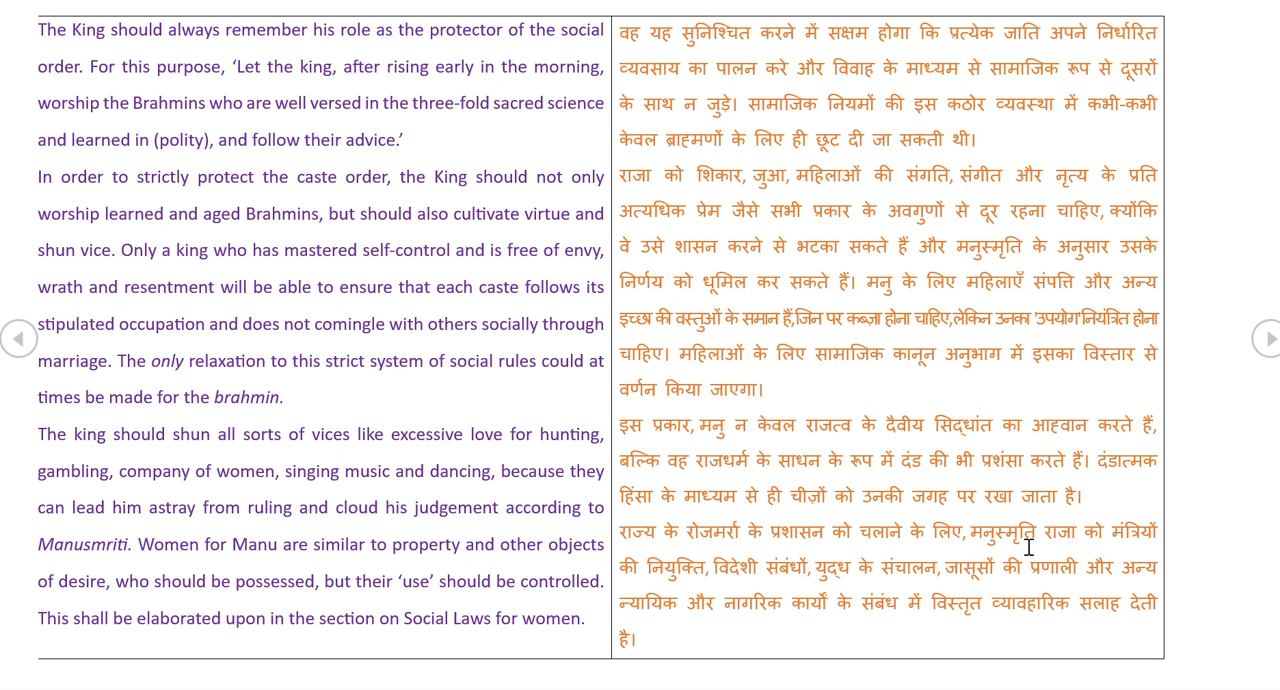 The King should always remember his role as the protector of the social
order. For this purpose, ‘Let the king, after rising early in the morning,
worship the Brahmins who are well versed in the three-fold sacred science
and learned in (polity), and follow their advice.’
In order to strictly protect the caste order, the King should not only
worship learned and aged Brahmins, but should also cultivate virtue and
shun vice. Only a king who has mastered self-control and is free of envy,
wrath and resentment will be able to ensure that each caste follows its
stipulated occupation and does not comingle with others socially through
marriage. The only relaxation to this strict system of social rules could at
times be made for the brahmin.
The king should shun all sorts of vices like excessive love for hunting,
gambling, company of women, singing music and dancing, because they
can lead him astray from ruling and cloud his judgement according to
Manusmriti. Women for Manu are similar to property and other objects
of desire, who should be possessed, but their ‘use’ should be controlled.
This shall be elaborated upon in the section on Social Laws for women.
वह यह सुनिश्चित करने में सक्षम होगा कि प्रत्येक जाति अपने निर्धारित
व्यवसाय का पालन करे और विवाह के माध्यम से सामाजिक रूप से दूसरों
के साथ न जुड़े। सामाजिक नियमों की इस कठोर व्यवस्था में कभी-कभी
केवल ब्राह्मणों के लिए ही छूट दी जा सकती थी।
राजा को शिकार, जुआ, महिलाओं की संगति, संगीत और नृत्य के प्रति
अत्यधिक प्रेम जैसे सभी प्रकार के अवगुणों से दूर रहना चाहिए, क्योंकि
वे उसे शासन करने से भटका सकते हैं और मनुस्मृति के अनुसार उसके
निर्णय को धूमिल कर सकते हैं। मनु के लिए महिलाएँ संपत्ति और अन्य
इच्छा की वस्तुओं के समान हैं,जिन पर कब्ज़ा होना चाहिए,लेकिन उनका 'उपयोग'नियंत्रित होना
चाहिए। महिलाओं के लिए सामाजिक कानून अनुभाग में इसका विस्तार से
वर्णन किया जाएगा।
इस प्रकार, मनु न केवल राजत्व के दैवीय सिद्धांत का आह्वान करते हैं,
बल्कि वह राजधर्म के साधन के रूप में दंड की भी प्रशंसा करते हैं। दंडात्मक
हिंसा के माध्यम से ही चीज़ों को उनकी जगह पर रखा जाता है।
राज्य के रोजमर्रा के प्रशासन को चलाने के लिए, मनुस्मृति राजा को मंत्रियों
की नियुक्ति, विदेशी संबंधों, युद्ध के संचालन, जासूसों की प्रणाली और अन्य
न्यायिक और नागरिक कार्यों के संबंध में विस्तृत व्यावहारिक सलाह देती
है।